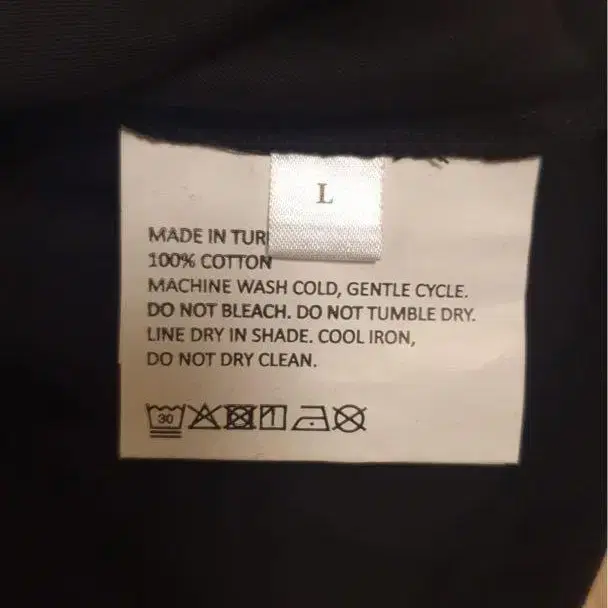 L
MADE IN TUR
100% COTTON
MACHINE WASH COLD, GENTLE CYCLE.
DO NOT BLEACH. DO NOT TUMBLE DRY.
LINE DRY IN SHADE. COOL IRON,
DO NOT DRY CLEAN.
30